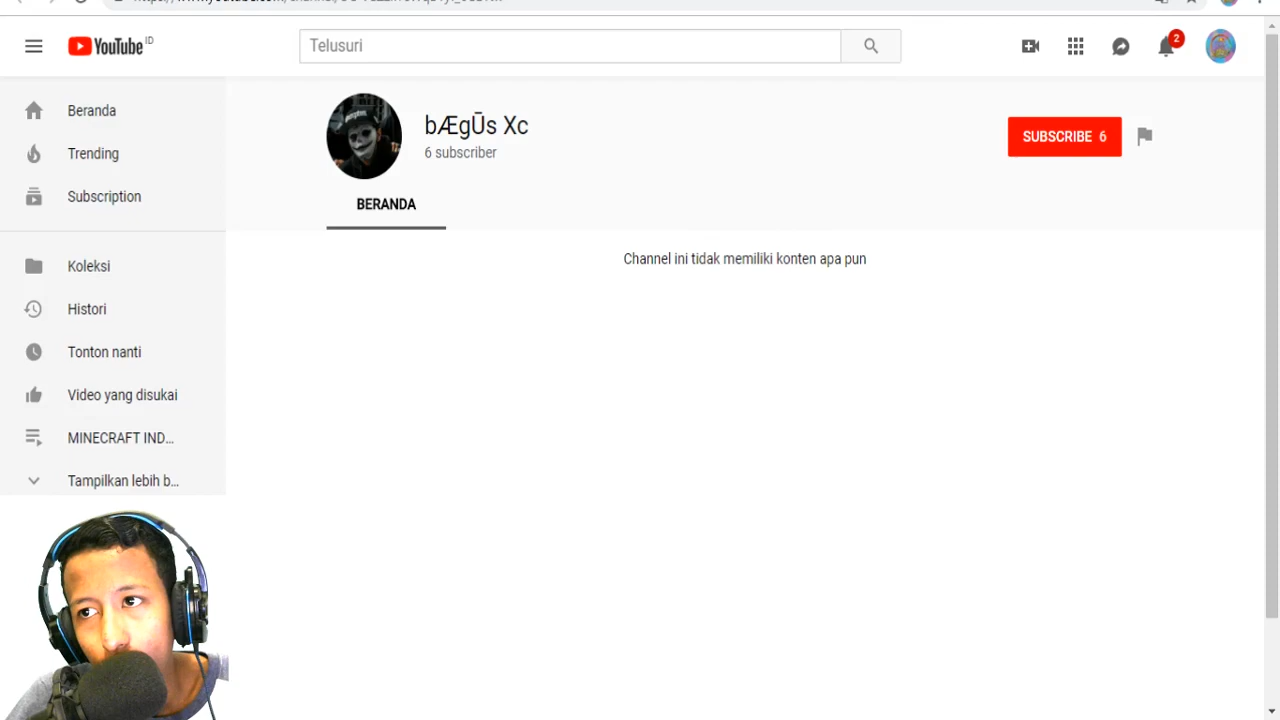 YouTube ID
Telusuri
2
Beranda
Trending
Subscription
Koleksi
Histori
Tonton nanti
Video yang disukai
MINECRAFT IND...
Tampilkan lebih b...
bÆgŪs Xc
6 subscriber
SUBSCRIBE 6
BERANDA
Channel ini tidak memiliki konten apa pun